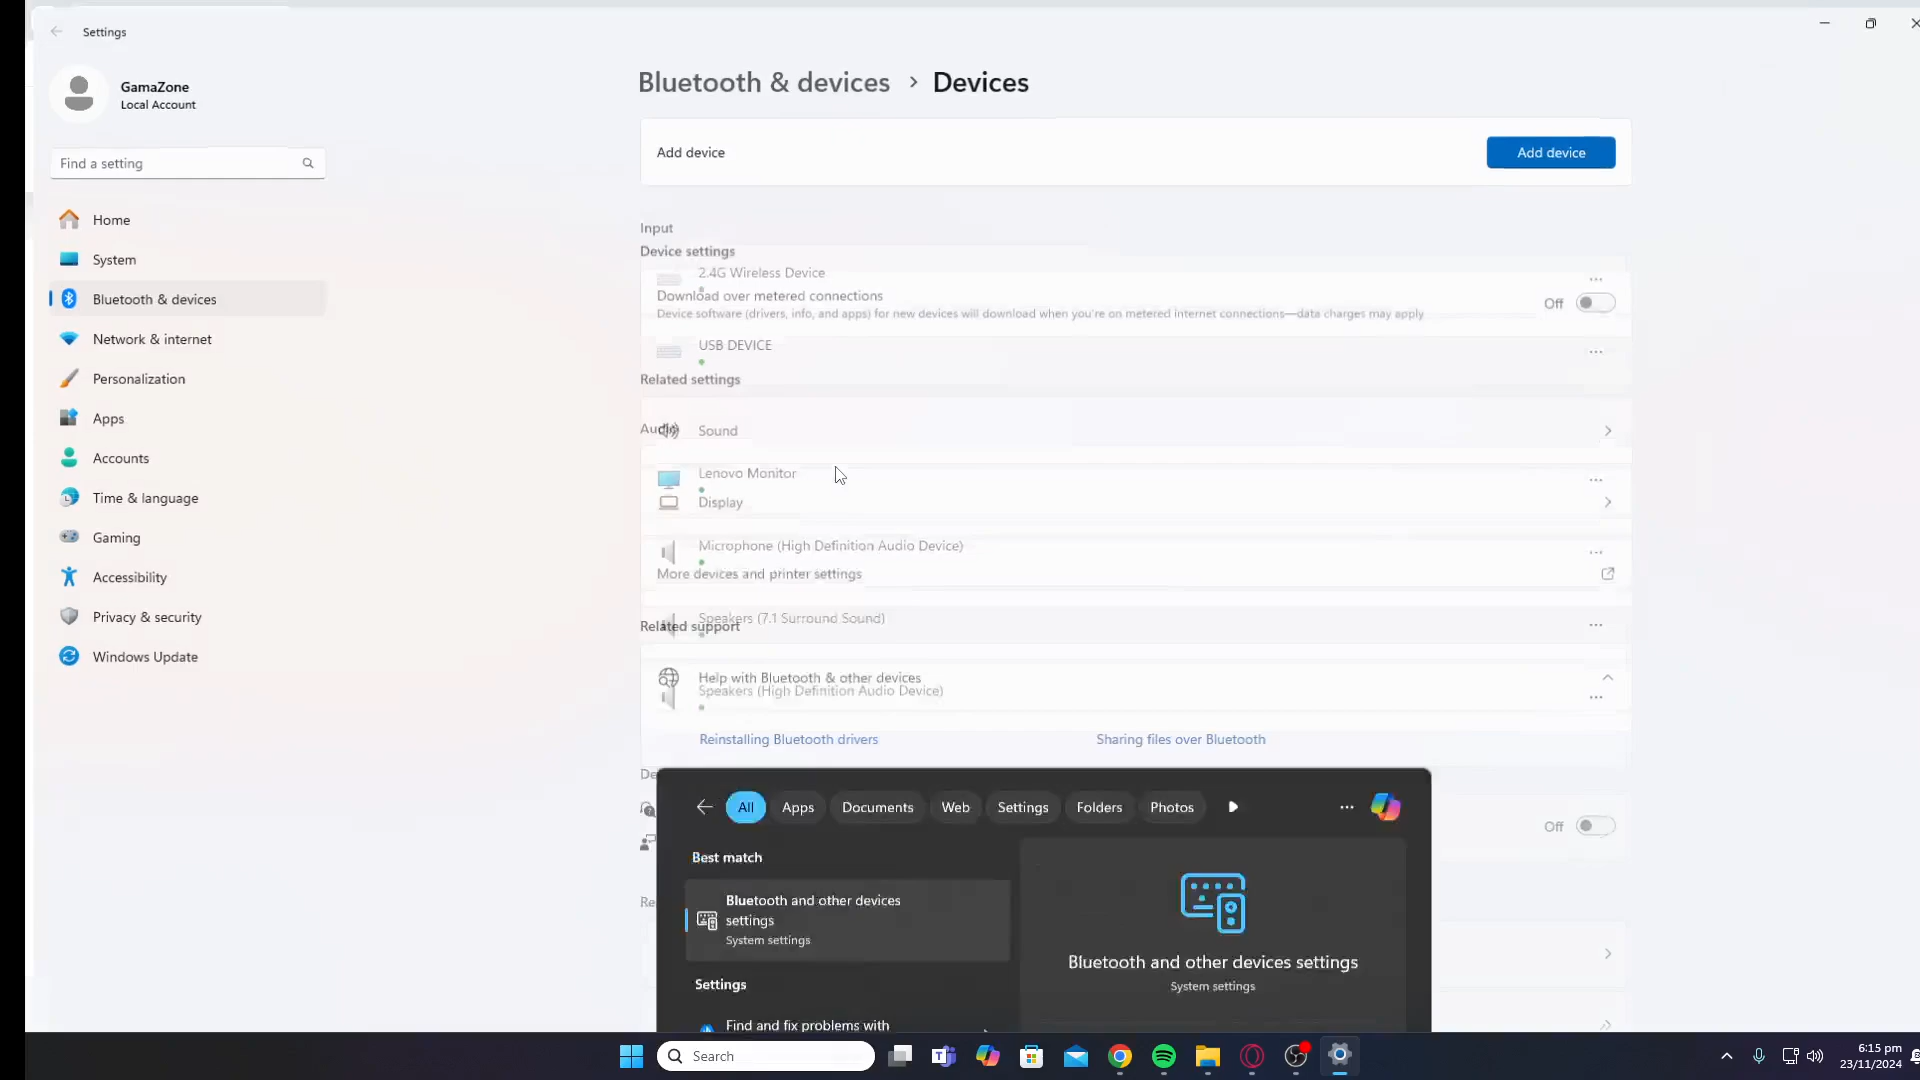 Settings
GamaZone
Local Account
Find a setting
Home
System
Bluetooth & devices
Network & internet
Personalization
Apps
Accounts
Time & language
Gaming
Accessibility
Privacy & security
Windows Update
Bluetooth & devices > Devices
Add device
Add device
Input
Device settings
2.4G Wireless Device
Download over metered connections
Off
Device software (drivers, info, and apps) for new devices will download when you're on metered internet connections—data charges may apply
USB DEVICE
Related settings
Audio
Sound
Lenovo Monitor
Display
Microphone (High Definition Audio Device)
More devices and printer settings
Speakers (7.1 Surround Sound)
Related support
Help with Bluetooth & other devices
Speakers (High Definition Audio Device)
Reinstalling Bluetooth drivers
Sharing files over Bluetooth
De
Off
Re
All
Apps
Documents
Web
Settings
Folders
Photos
Best match
Bluetooth and other devices
settings
System settings
Settings
Find and fix problems with
Bluetooth and other devices settings
System settings
Search
6:15 pm
23/11/2024